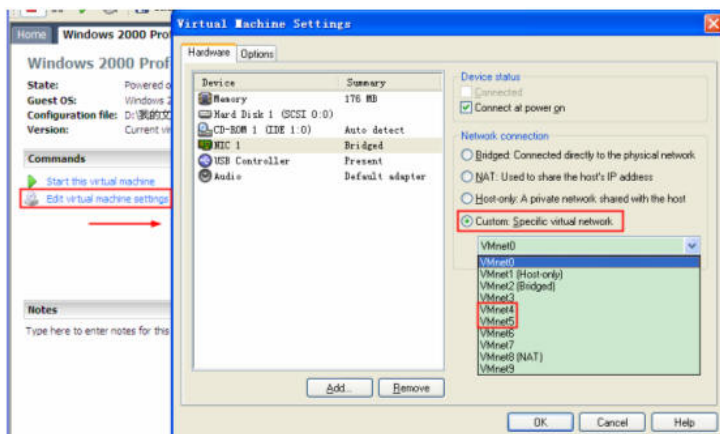 Home Windows 2000 Prof
Windows 2000 Prof
State: Powered o
Guest OS: Windows 2
Configuration file: D:\我的文
Version: Current vir
Commands
Start this virtual machine
Edit virtual machine settings
Notes
Type here to enter notes for this
Virtual Machine Settings
Hardware Options
Device Summary
Memory 176 MB
Hard Disk 1 (SCSI 0:0)
CD-ROM 1 (IDE 1:0) Auto detect
NIC 1 Bridged
USB Controller Present
Audio Default adapter
Add... Remove
Device status
Connected
Connect at power on
Network connection
Bridged: Connected directly to the physical network
NAT: Used to share the host's IP address
Host-only: A private network shared with the host
Custom: Specific virtual network
VMnet0
VMnet0
VMnet1 (Host-only)
VMnet2 (Bridged)
VMnet3
VMnet4
VMnet5
VMnet6
VMnet7
VMnet8 (NAT)
VMnet9
OK Cancel Help